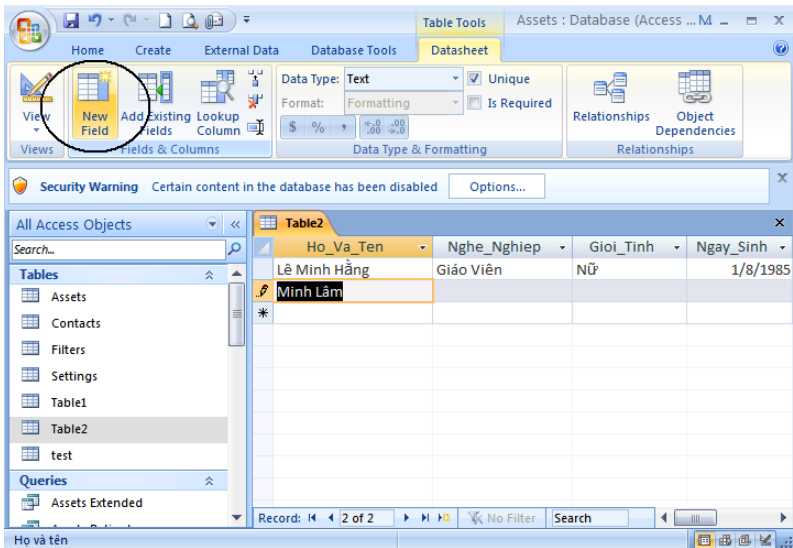 Table Tools
Assets : Database (Access ... M
Home Create External Data Database Tools Datasheet
View
New Field
Add Existing Fields
Lookup Column
Data Type: Text
Unique
Format: Formatting
Is Required
$ % , .0 .00 .00 .0
Relationships
Object Dependencies
Views
Fields & Columns
Data Type & Formatting
Relationships
Security Warning Certain content in the database has been disabled Options...
All Access Objects
Table2
Search...
Ho_Va_Ten Nghe_Nghiep Gioi_Tinh Ngay_Sinh
Lê Minh Hằng Giáo Viên Nữ 1/8/1985
Minh Lâm
Tables
Assets
Contacts
Filters
Settings
Table1
Table2
test
Queries
Assets Extended
Record: 2 of 2 No Filter Search
Họ và tên